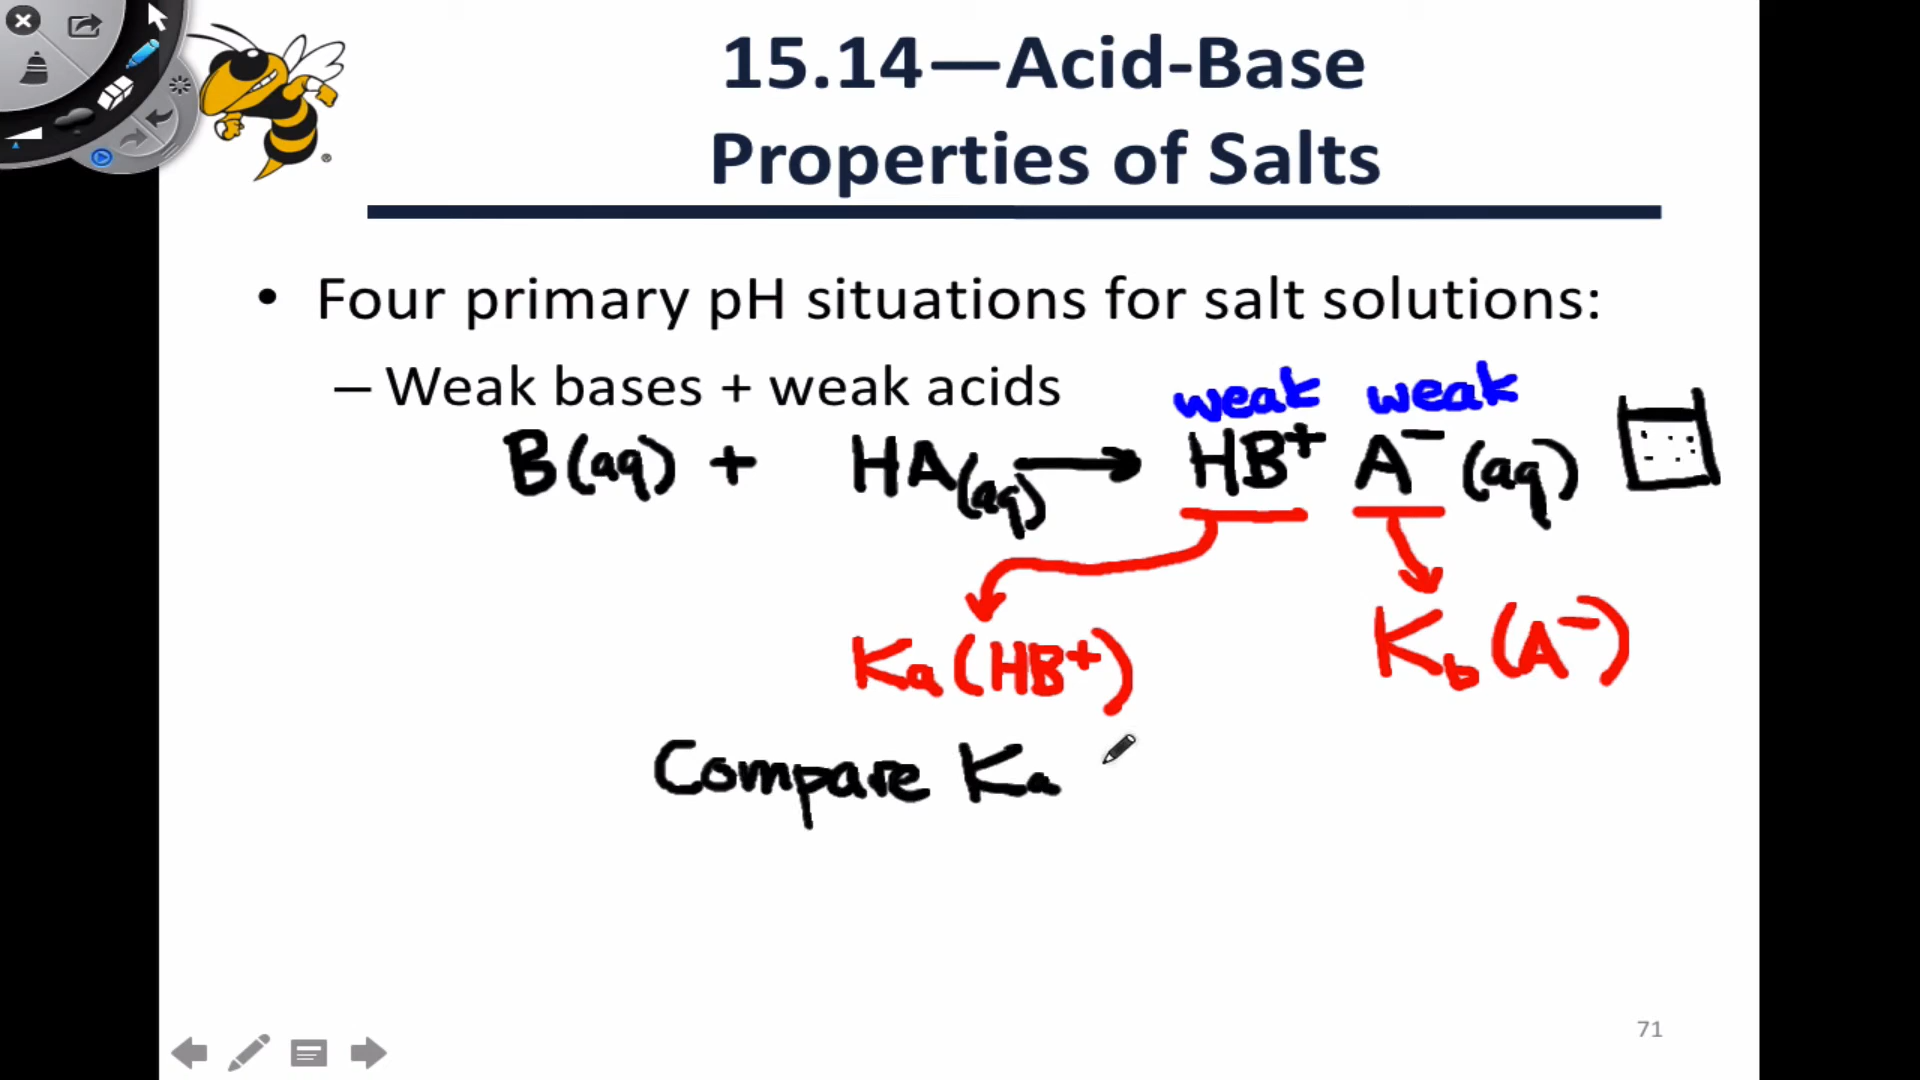 15.14—Acid-Base
Properties of Salts
• Four primary pH situations for salt solutions:
– Weak bases + weak acids
weak weak
B(aq) + HA(aq) → HB⁺ A⁻ (aq)
Ka(HB⁺) Kb(A⁻)
Compare Ka
71